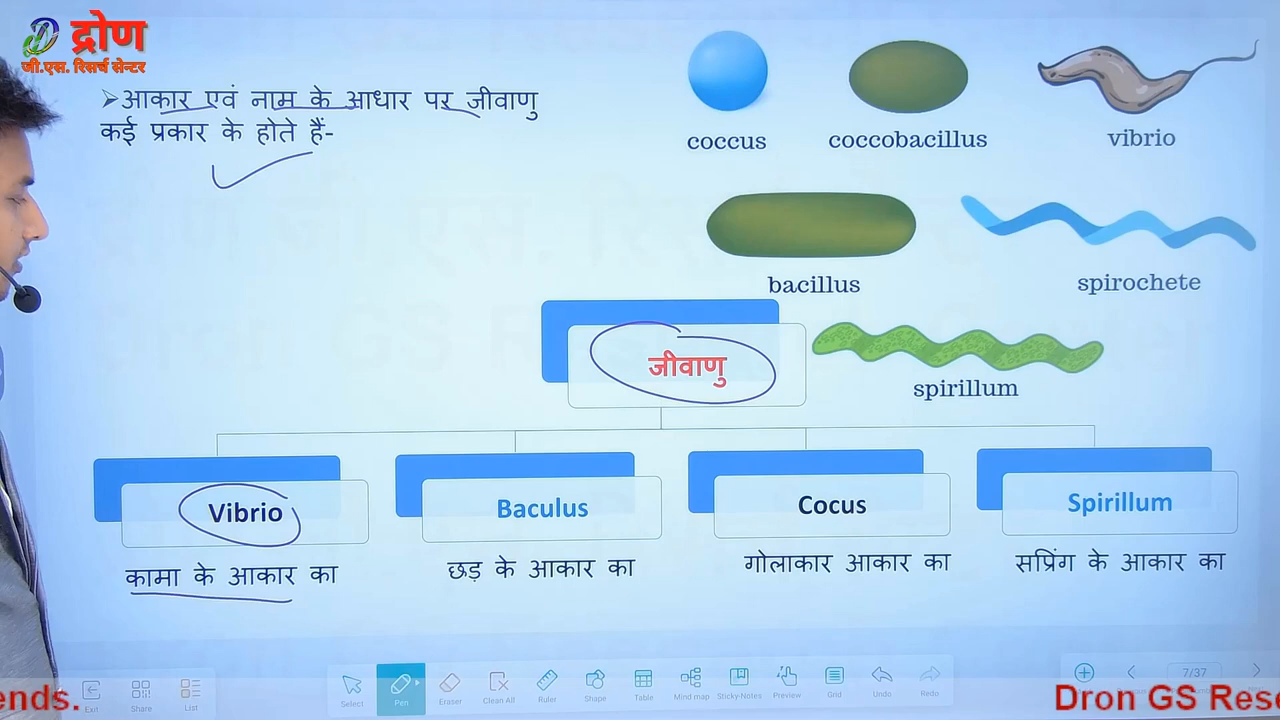 द्रोण
जी.एस. रिसर्च सेन्टर
➢आकार एवं नाम के आधार पर जीवाणु
कई प्रकार के होते हैं-
coccus
coccobacillus
vibrio
bacillus
spirochete
जीवाणु
spirillum
Vibrio
Baculus
Cocus
Spirillum
कामा के आकार का
छड़ के आकार का
गोलाकार आकार का
सप्रिंग के आकार का
Select
Pen
Eraser
Clean All
Ruler
Shape
Table
Mind map
Sticky-Notes
Preview
Grid
Undo
Redo
7/37
Exit
Share
List
ends.
Dron GS Rese